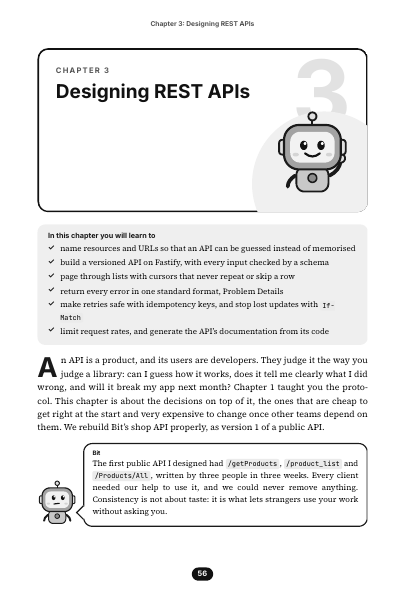 Chapter 3: Designing REST APIs
CHAPTER 3
3
Designing REST APIs
In this chapter you will learn to
✓ name resources and URLs so that an API can be guessed instead of memorised
✓ build a versioned API on Fastify, with every input checked by a schema
✓ page through lists with cursors that never repeat or skip a row
✓ return every error in one standard format, Problem Details
✓ make retries safe with idempotency keys, and stop lost updates with If-
Match
✓ limit request rates, and generate the API's documentation from its code
An API is a product, and its users are developers. They judge it the way you
judge a library: can I guess how it works, does it tell me clearly what I did
wrong, and will it break my app next month? Chapter 1 taught you the proto-
col. This chapter is about the decisions on top of it, the ones that are cheap to
get right at the start and very expensive to change once other teams depend on
them. We rebuild Bit's shop API properly, as version 1 of a public API.
Bit
The first public API I designed had /getProducts, /product_list and
/Products/All, written by three people in three weeks. Every client
needed our help to use it, and we could never remove anything.
Consistency is not about taste: it is what lets strangers use your work
without asking you.
56